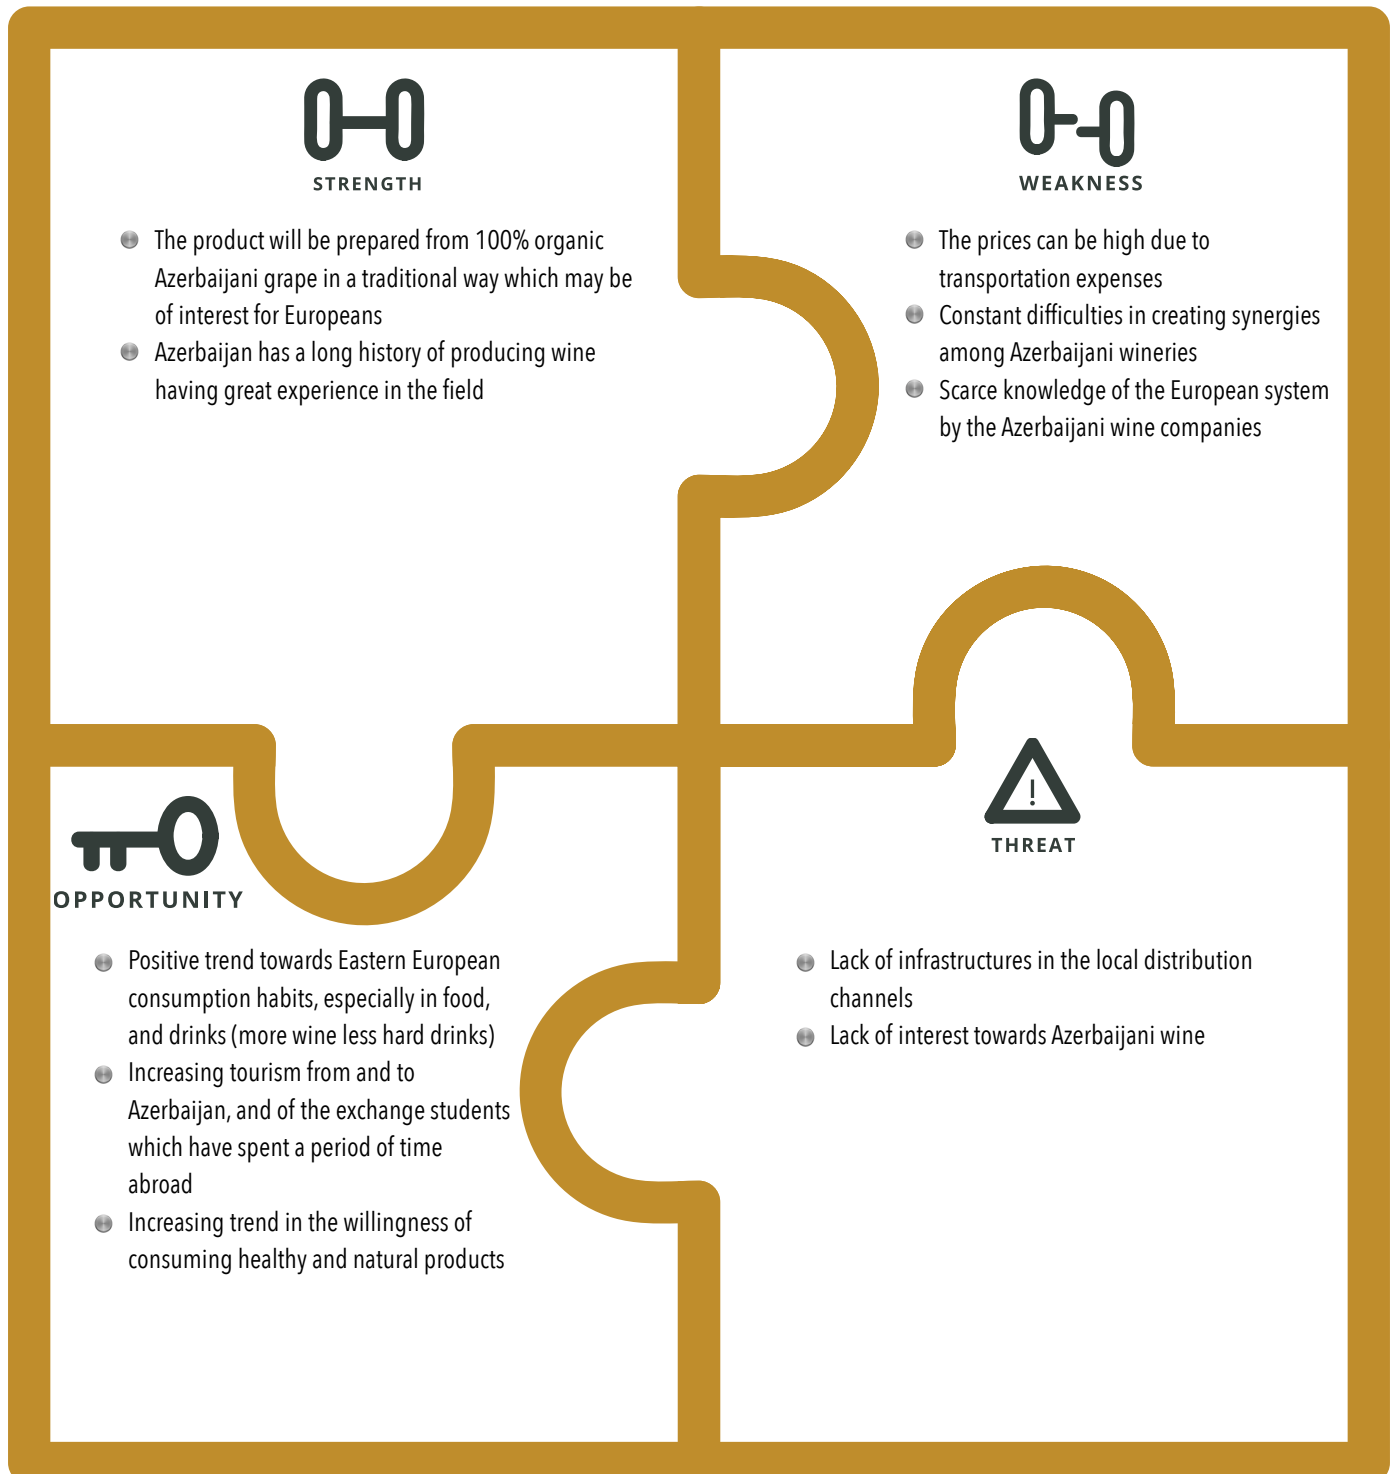 STRENGTH
The product will be prepared from 100% organic
Azerbaijani grape in a traditional way which may be
of interest for Europeans
Azerbaijan has a long history of producing wine
having great experience in the field
WEAKNESS
The prices can be high due to
transportation expenses
Constant difficulties in creating synergies
among Azerbaijani wineries
Scarce knowledge of the European system
by the Azerbaijani wine companies
OPPORTUNITY
Positive trend towards Eastern European
consumption habits, especially in food,
and drinks (more wine less hard drinks)
Increasing tourism from and to
Azerbaijan, and of the exchange students
which have spent a period of time
abroad
Increasing trend in the willingness of
consuming healthy and natural products
!
THREAT
Lack of infrastructures in the local distribution
channels
Lack of interest towards Azerbaijani wine